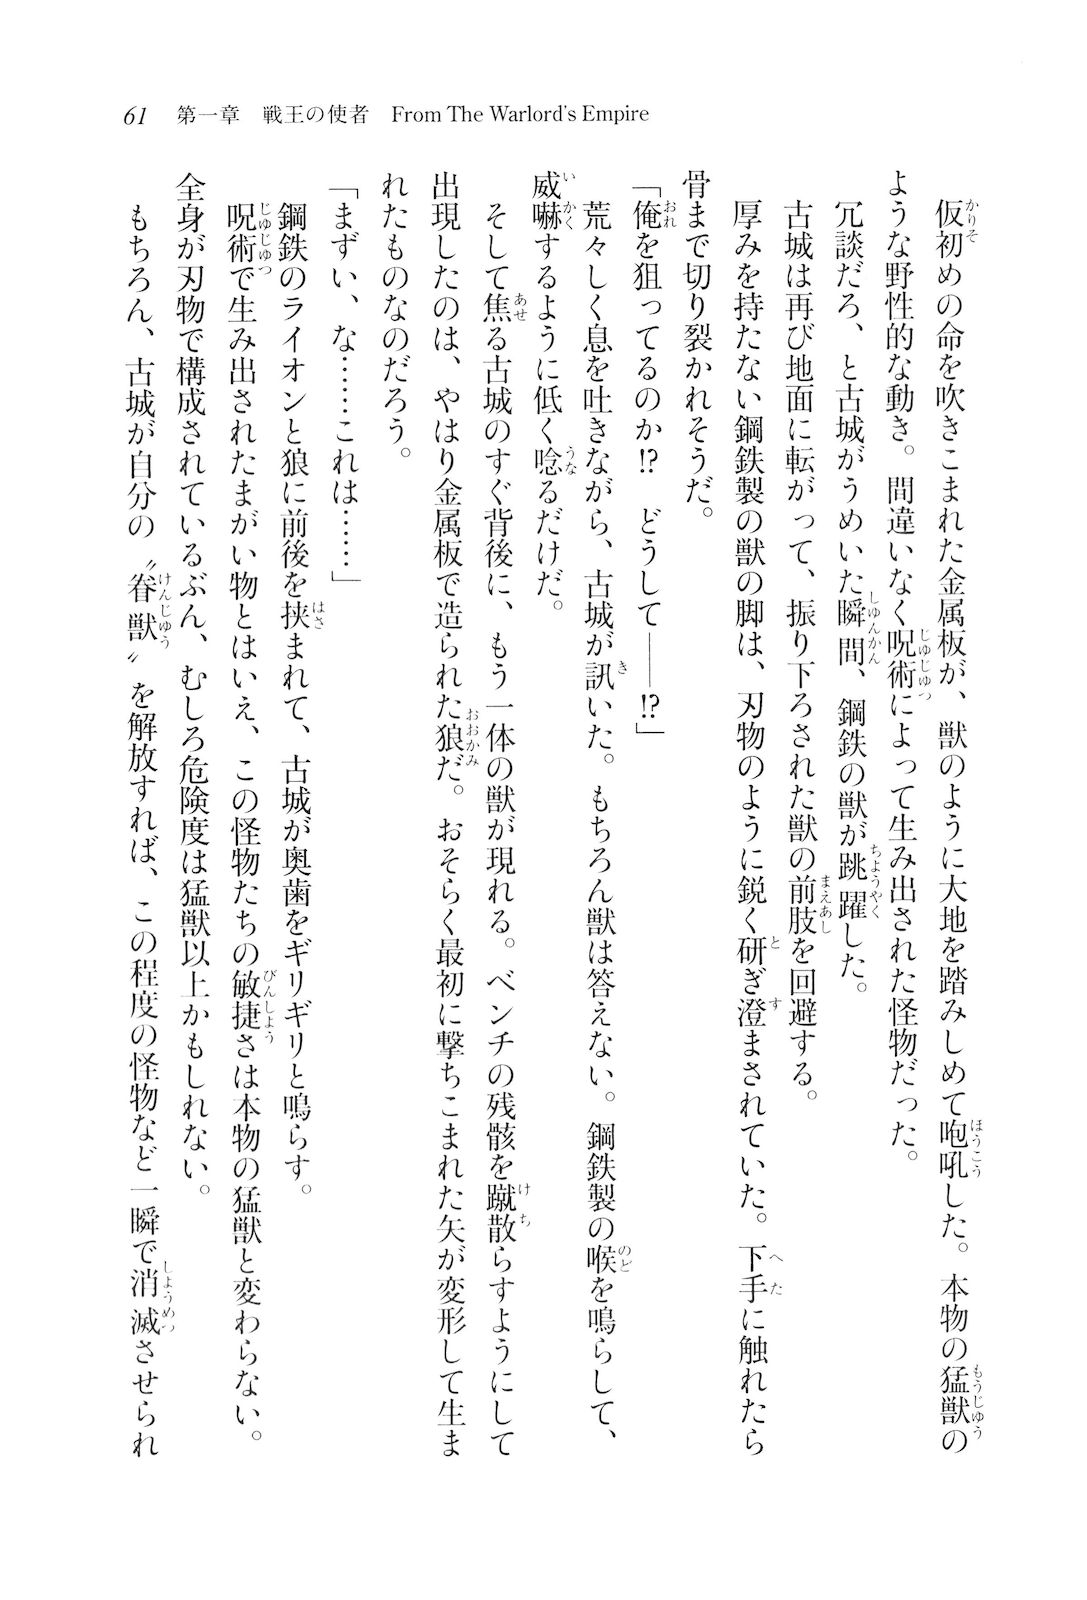 61 第一章 戦王の使者 From The Warlord's Empire
仮初めの命を吹きこまれた金属板が、獣のように大地を踏みしめて咆吼した。本物の猛獣の
ような野性的な動き。間違いなく呪術によって生み出された怪物だった。
冗談だろ、と古城がうめいた瞬間、鋼鉄の獣が跳躍した。
古城は再び地面に転がって、振り下ろされた獣の前肢を回避する。
厚みを持たない鋼鉄製の獣の脚は、刃物のように鋭く研ぎ澄まされていた。下手に触れたら
骨まで切り裂かれそうだ。
「俺を狙ってるのか!? どうして――!?」
荒々しく息を吐きながら、古城が訊いた。もちろん獣は答えない。鋼鉄製の喉を鳴らして、
威嚇するように低く唸るだけだ。
そして焦る古城のすぐ背後に、もう一体の獣が現れる。ベンチの残骸を蹴散らすようにして
出現したのは、やはり金属板で造られた狼だ。おそらく最初に撃ちこまれた矢が変形して生ま
れたものなのだろう。
「まずい、な……これは……」
鋼鉄のライオンと狼に前後を挟まれて、古城が奥歯をギリギリと鳴らす。
呪術で生み出されたまがい物とはいえ、この怪物たちの敏捷さは本物の猛獣と変わらない。
全身が刃物で構成されているぶん、むしろ危険度は猛獣以上かもしれない。
もちろん、古城が自分の〝眷獣〟を解放すれば、この程度の怪物など一瞬で消滅させられ